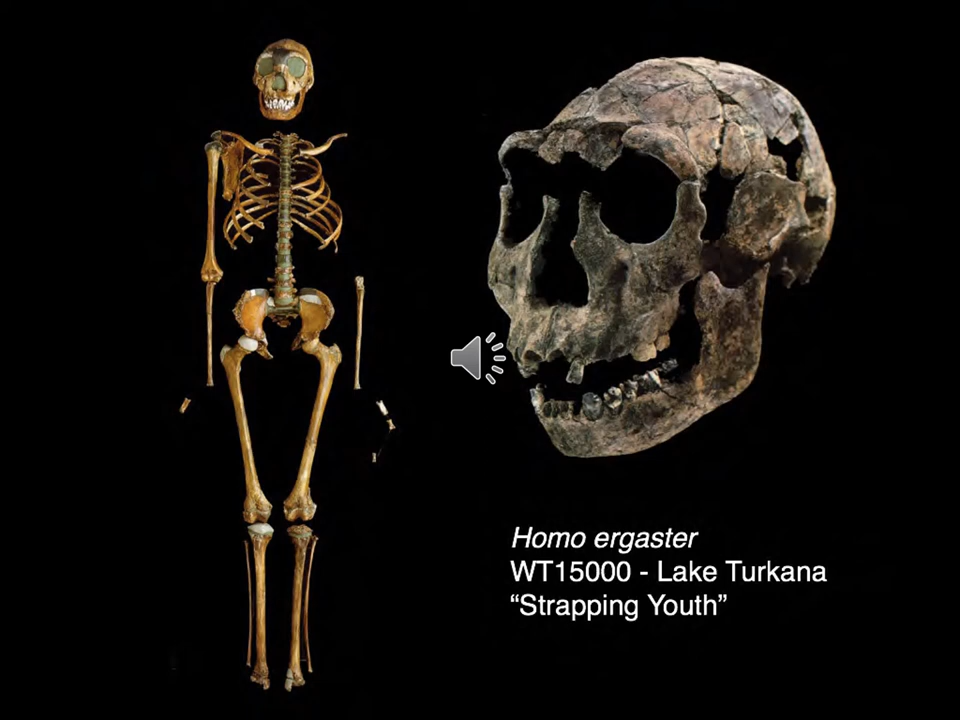 Homo ergaster
WT15000 - Lake Turkana
“Strapping Youth”